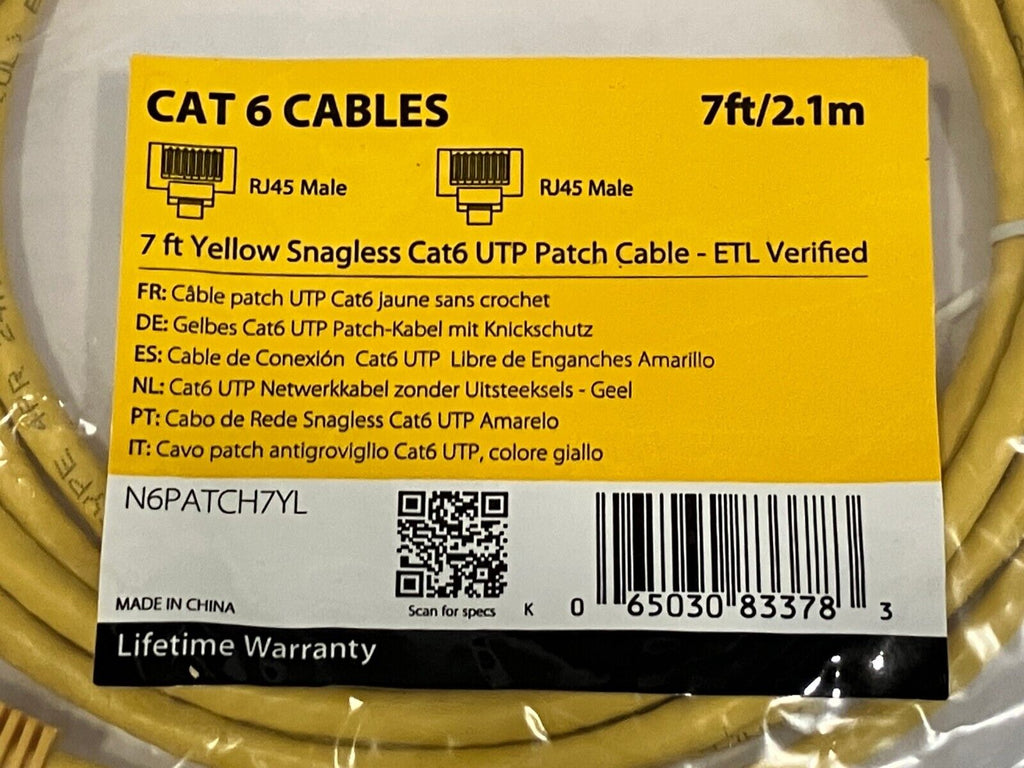 CAT 6 CABLES 7ft/2.1m
RJ45 Male RJ45 Male
7 ft Yellow Snagless Cat6 UTP Patch Cable - ETL Verified
FR: Câble patch UTP Cat6 jaune sans crochet
DE: Gelbes Cat6 UTP Patch-Kabel mit Knickschutz
ES: Cable de Conexión Cat6 UTP Libre de Enganches Amarillo
NL: Cat6 UTP Netwerkkabel zonder Uitsteeksels - Geel
PT: Cabo de Rede Snagless Cat6 UTP Amarelo
IT: Cavo patch antigroviglio Cat6 UTP, colore giallo
N6PATCH7YL
MADE IN CHINA
Scan for specs K 0 65030 83378 3
Lifetime Warranty
YPE 4PR